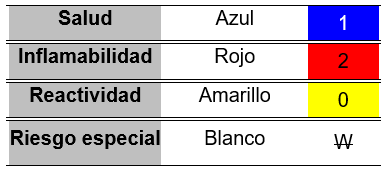 Salud Azul 1
Inflamabilidad Rojo 2
Reactividad Amarillo 0
Riesgo especial Blanco W̶